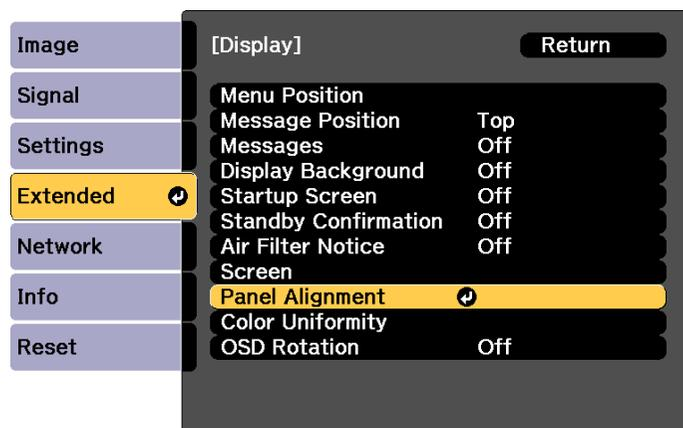 Image
Signal
Settings
Extended
Network
Info
Reset
[Display]
Return
Menu Position
Message Position Top
Messages Off
Display Background Off
Startup Screen Off
Standby Confirmation Off
Air Filter Notice Off
Screen
Panel Alignment
Color Uniformity
OSD Rotation Off